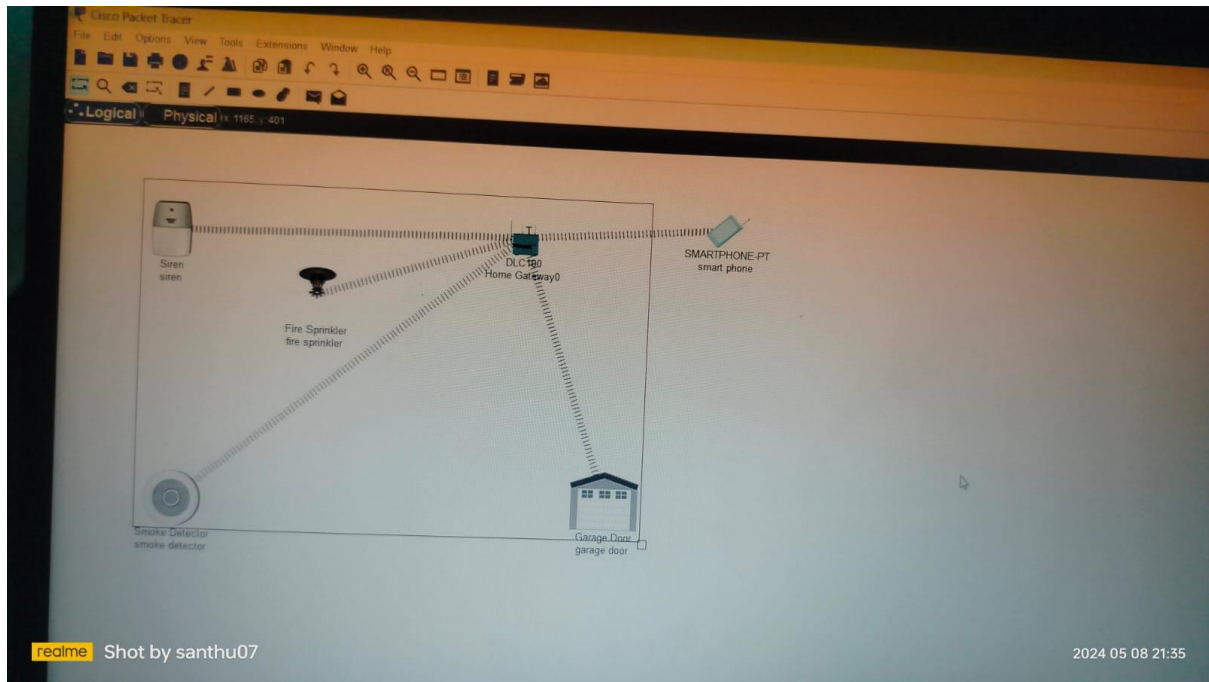 Cisco Packet Tracer
File Edit Options View Tools Extensions Window Help
Logical Physical x: 1165, y: 401
Siren
siren
Fire Sprinkler
fire sprinkler
DLC100
Home Gateway0
SMARTPHONE-PT
smart phone
Smoke Detector
smoke detector
Garage Door
garage door
realme Shot by santhu07
2024 05 08 21:35